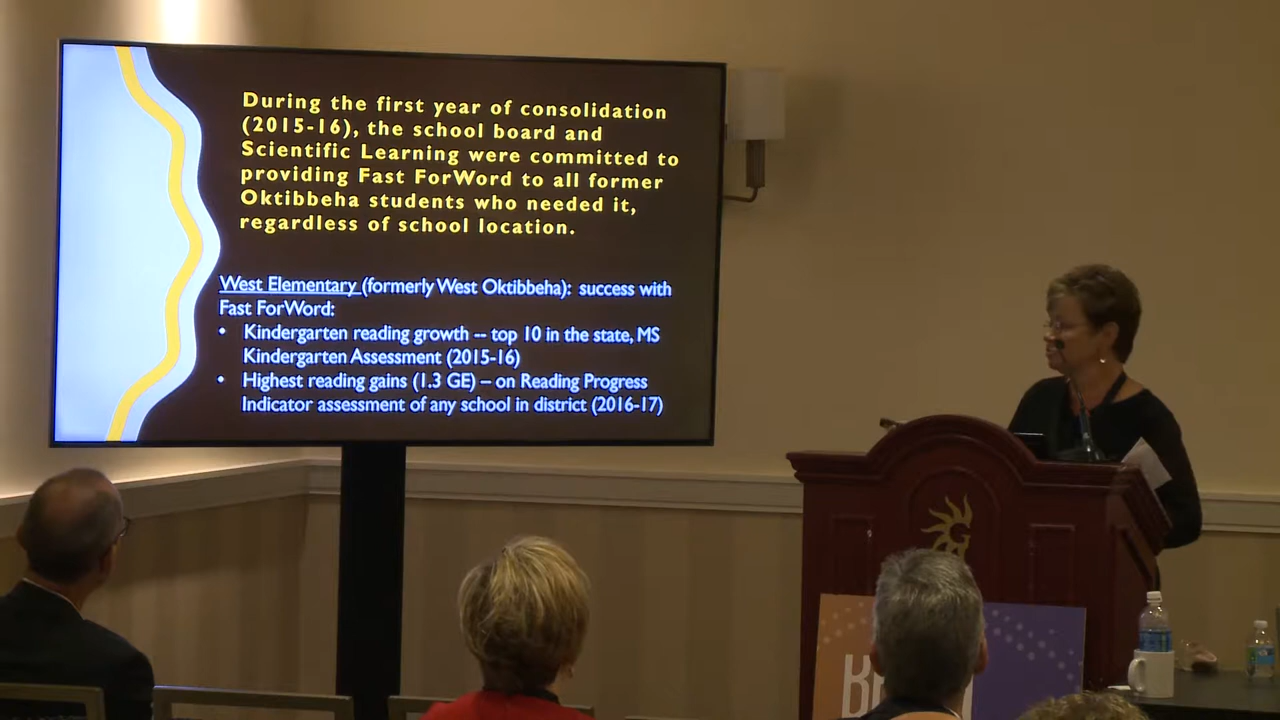 During the first year of consolidation
(2015-16), the school board and
Scientific Learning were committed to
providing Fast ForWord to all former
Oktibbeha students who needed it,
regardless of school location.
West Elementary (formerly West Oktibbeha): success with
Fast ForWord:
• Kindergarten reading growth -- top 10 in the state, MS
Kindergarten Assessment (2015-16)
• Highest reading gains (1.3 GE) – on Reading Progress
Indicator assessment of any school in district (2016-17)